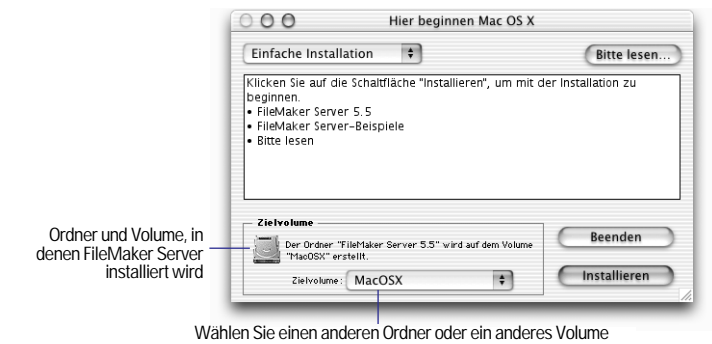 Hier beginnen Mac OS X
Einfache Installation
Bitte lesen...
Klicken Sie auf die Schaltfläche "Installieren", um mit der Installation zu
beginnen.
• FileMaker Server 5.5
• FileMaker Server-Beispiele
• Bitte lesen
Ordner und Volume, in
denen FileMaker Server
installiert wird
Zielvolume
Der Ordner "FileMaker Server 5.5" wird auf dem Volume
"MacOSX" erstellt.
Zielvolume:
MacOSX
Beenden
Installieren
Wählen Sie einen anderen Ordner oder ein anderes Volume